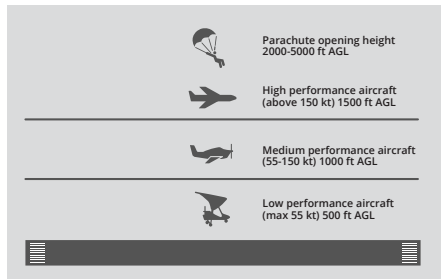 Parachute opening height
2000-5000 ft AGL
High performance aircraft
(above 150 kt) 1500 ft AGL
Medium performance aircraft
(55-150 kt) 1000 ft AGL
Low performance aircraft
(max 55 kt) 500 ft AGL